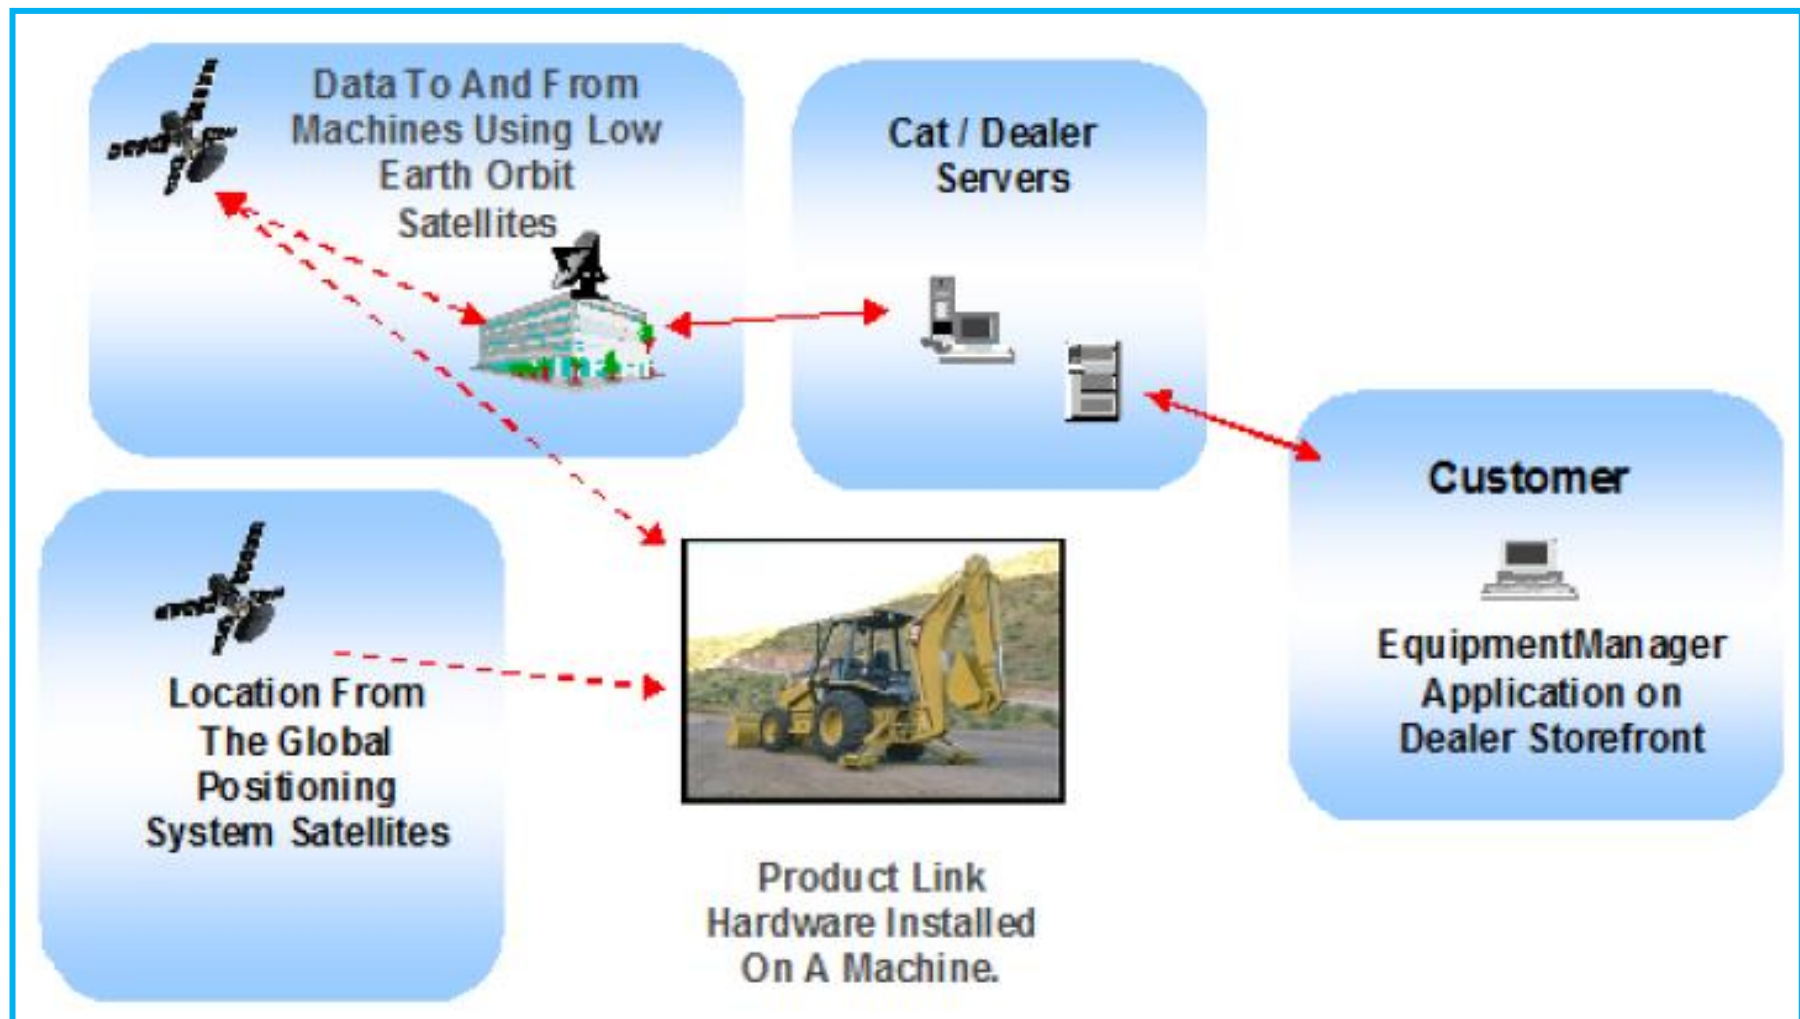 Data To And From
Machines Using Low
Earth Orbit
Satellites
Cat / Dealer
Servers
Customer
EquipmentManager
Application on
Dealer Storefront
Location From
The Global
Positioning
System Satellites
Product Link
Hardware Installed
On A Machine.